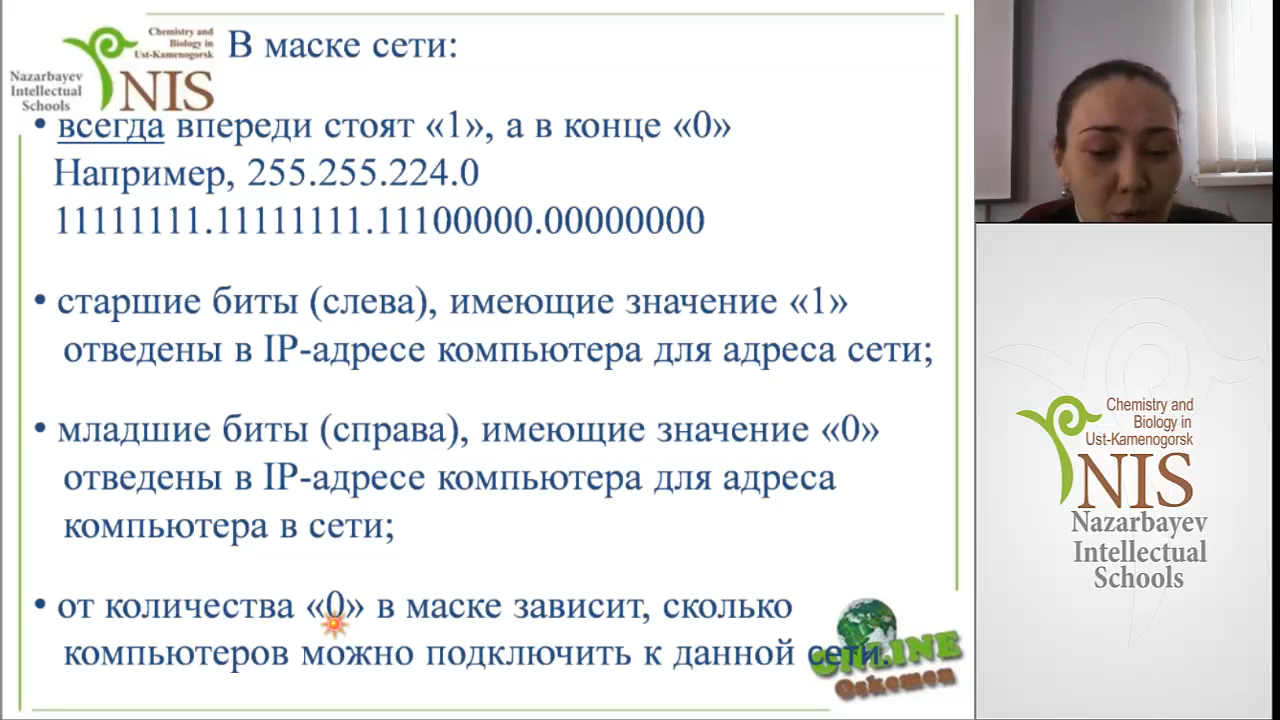 Chemistry and
Biology in
Ust-Kamenogorsk
Nazarbayev
Intellectual
Schools
NIS
В маске сети:
• всегда впереди стоят «1», а в конце «0»
Например, 255.255.224.0
11111111.11111111.11100000.00000000
• старшие биты (слева), имеющие значение «1»
отведены в IP-адресе компьютера для адреса сети;
• младшие биты (справа), имеющие значение «0»
отведены в IP-адресе компьютера для адреса
компьютера в сети;
• от количества «0» в маске зависит, сколько
компьютеров можно подключить к данной сети.
ONLINE
Oskemen
Chemistry and
Biology in
Ust-Kamenogorsk
NIS
Nazarbayev
Intellectual
Schools